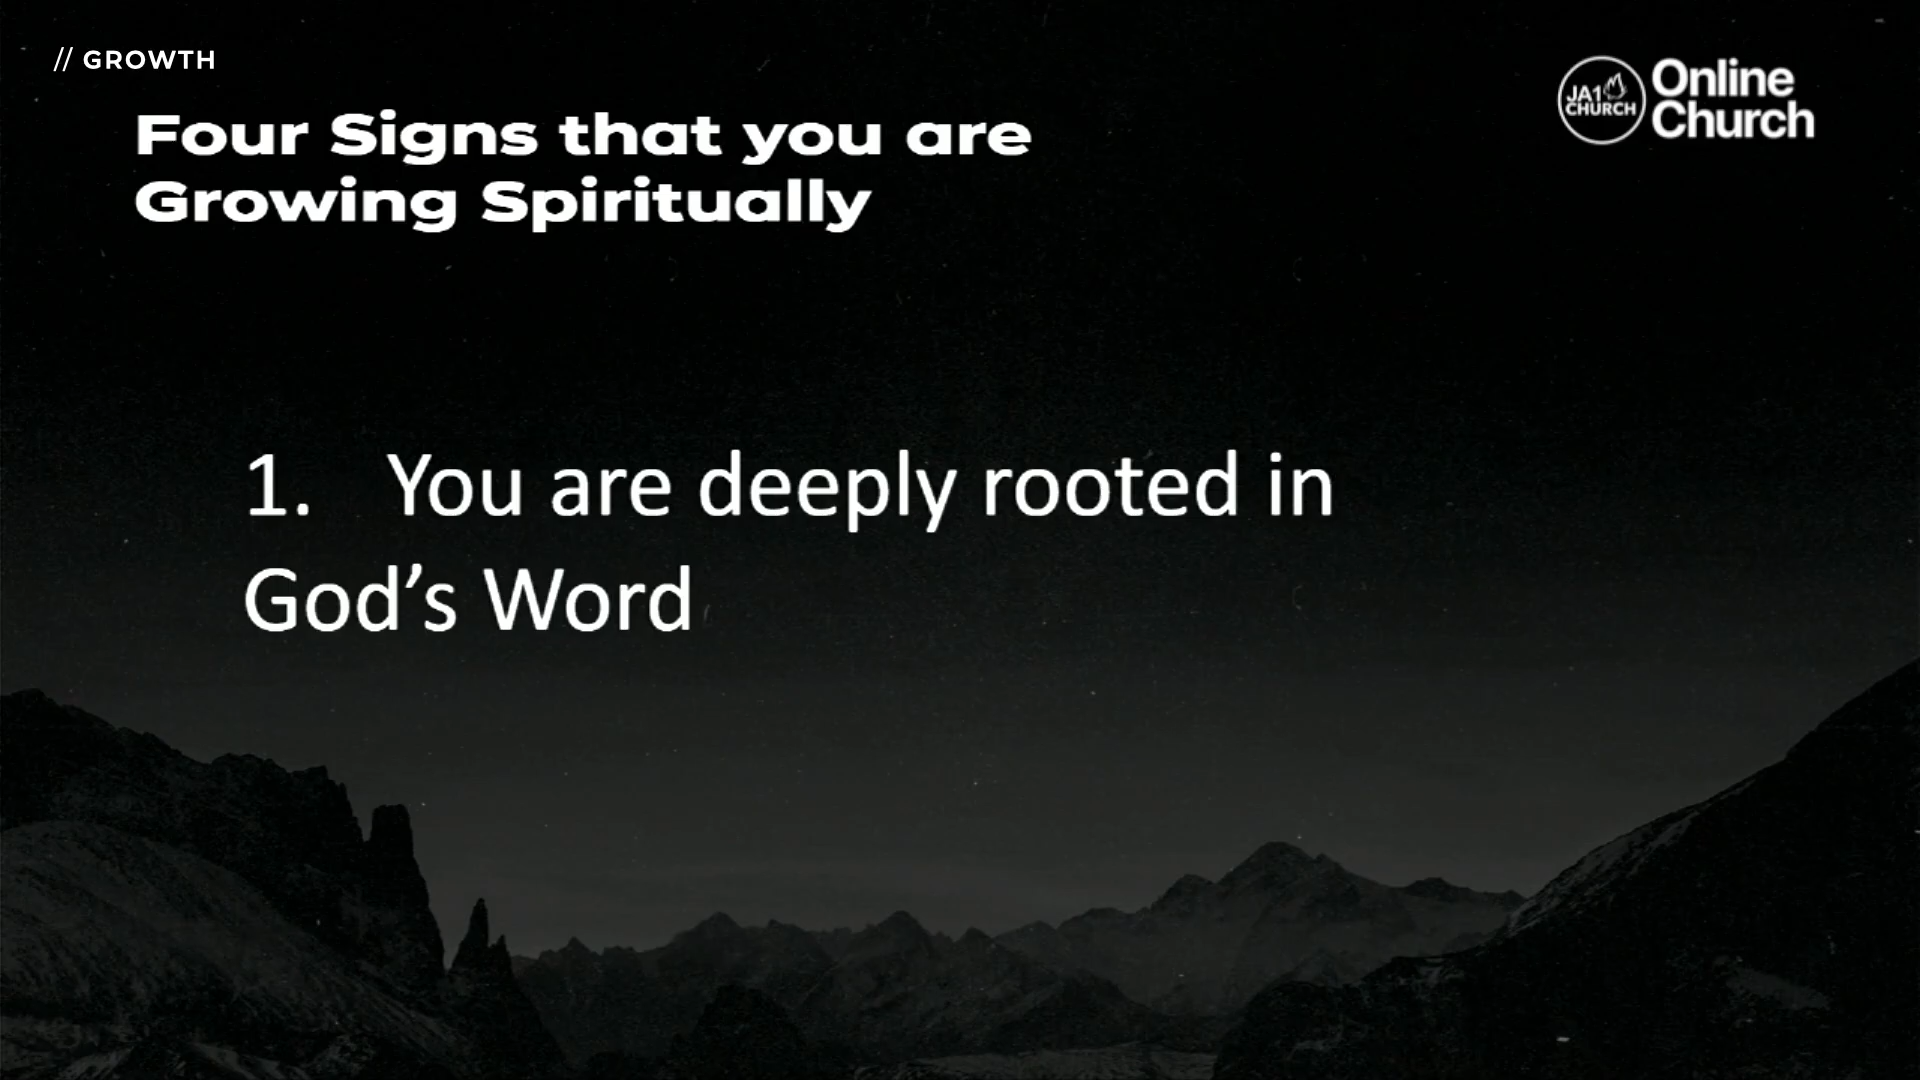 // GROWTH
Four Signs that you are
Growing Spiritually
JA1
CHURCH
Online
Church
1. You are deeply rooted in
God’s Word